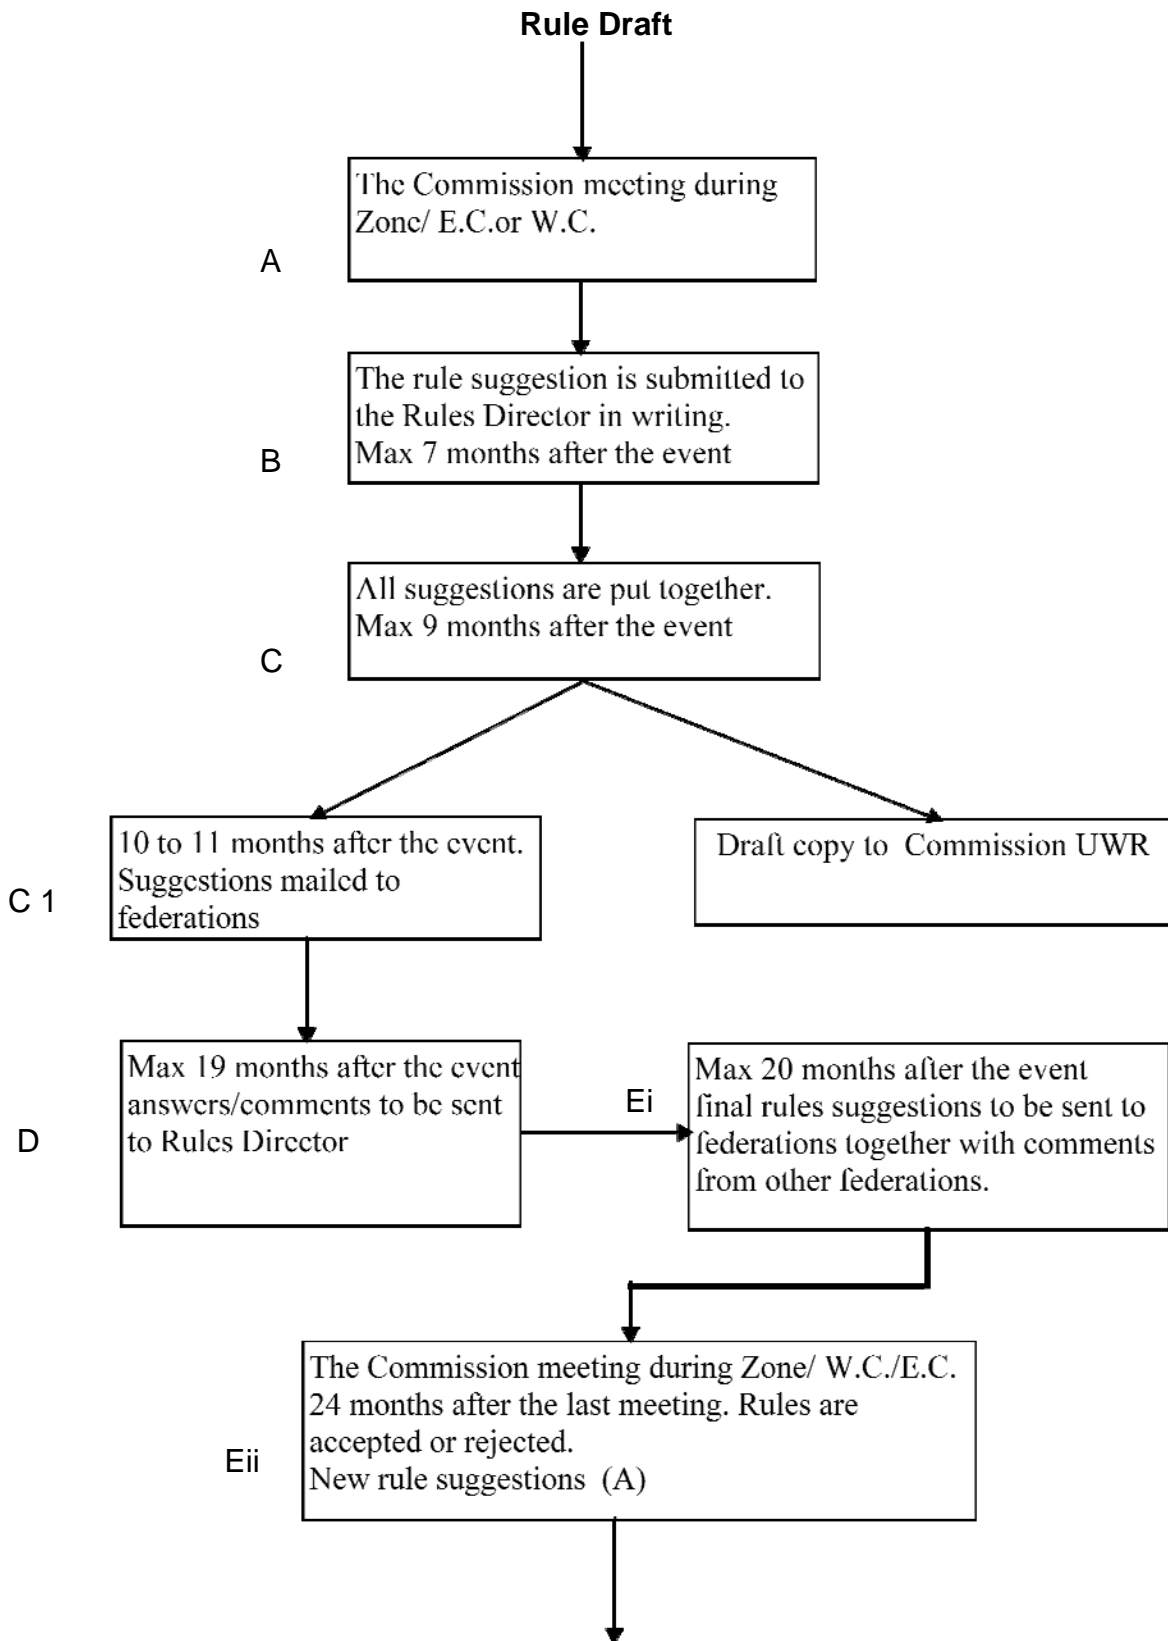 Rule Draft
The Commission meeting during
Zone/ E.C.or W.C.
A
The rule suggestion is submitted to
the Rules Director in writing.
Max 7 months after the event
B
All suggestions are put together.
Max 9 months after the event
C
10 to 11 months after the event.
Suggestions mailed to
federations
C 1
Draft copy to Commission UWR
Max 19 months after the event
answers/comments to be sent
to Rules Director
D
Ei
Max 20 months after the event
final rules suggestions to be sent to
federations together with comments
from other federations.
The Commission meeting during Zone/ W.C./E.C.
24 months after the last meeting. Rules are
accepted or rejected.
New rule suggestions (A)
Eii